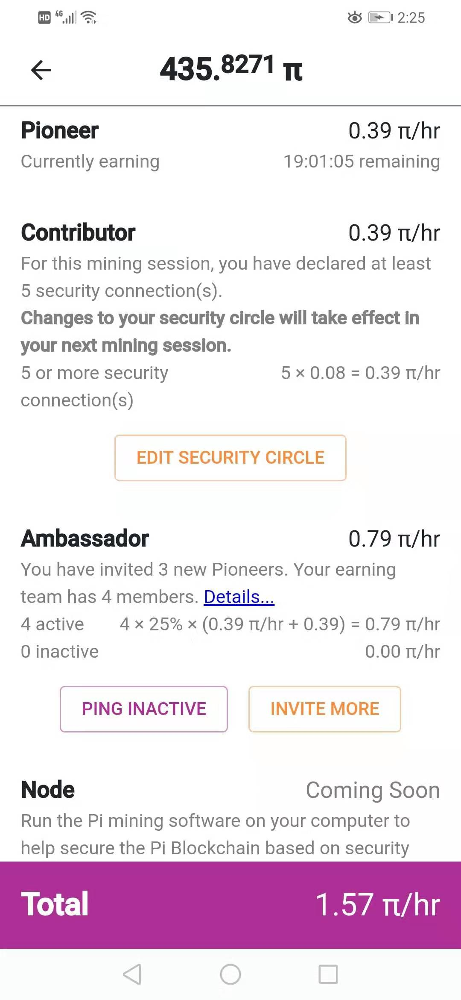 HD 4G 2:25
435.8271 π
Pioneer 0.39 π/hr
Currently earning 19:01:05 remaining
Contributor 0.39 π/hr
For this mining session, you have declared at least
5 security connection(s).
Changes to your security circle will take effect in
your next mining session.
5 or more security 5 × 0.08 = 0.39 π/hr
connection(s)
EDIT SECURITY CIRCLE
Ambassador 0.79 π/hr
You have invited 3 new Pioneers. Your earning
team has 4 members. Details...
4 active 4 × 25% × (0.39 π/hr + 0.39) = 0.79 π/hr
0 inactive 0.00 π/hr
PING INACTIVE INVITE MORE
Node Coming Soon
Run the Pi mining software on your computer to
help secure the Pi Blockchain based on security
Total 1.57 π/hr